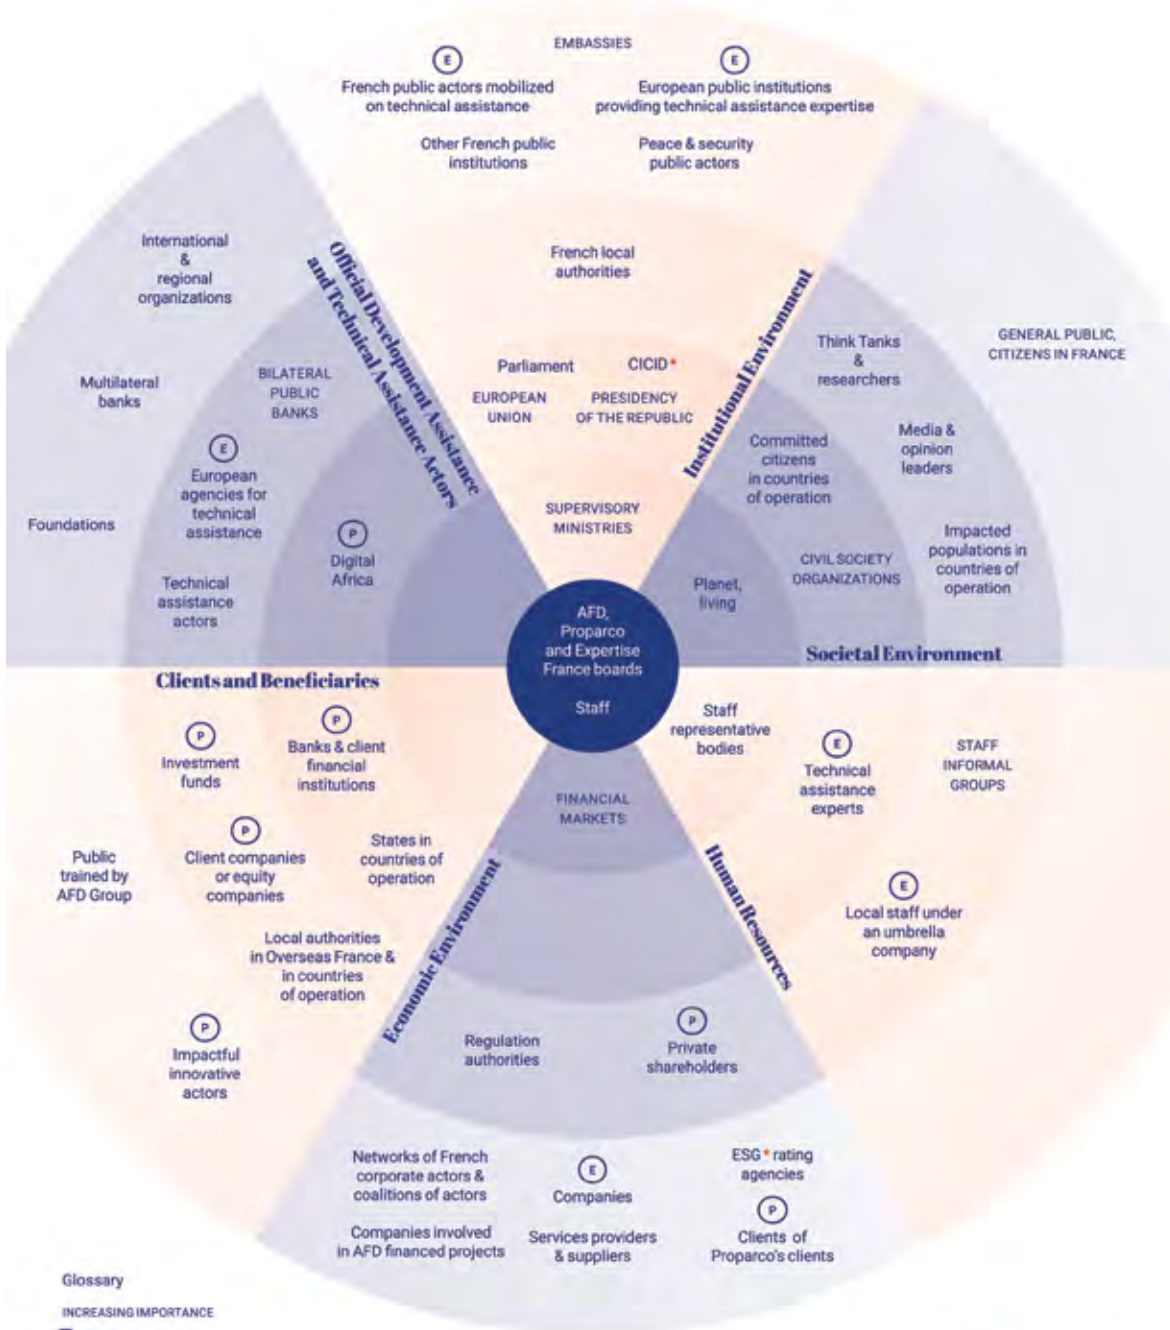 EMBASSIES
E
French public actors mobilized
on technical assistance
E
European public institutions
providing technical assistance expertise
Other French public
institutions
Peace & security
public actors
French local
authorities
Parliament
CICID*
EUROPEAN
UNION
PRESIDENCY
OF THE REPUBLIC
SUPERVISORY
MINISTRIES
Official Development Assistance
and Technical Assistance Actors
International
&
regional
organizations
Multilateral
banks
BILATERAL
PUBLIC
BANKS
E
European
agencies for
technical
assistance
Foundations
Technical
assistance
actors
P
Digital
Africa
Institutional Environment
GENERAL PUBLIC,
CITIZENS IN FRANCE
Think Tanks
&
researchers
Media &
opinion
leaders
Committed
citizens
in countries
of operation
Impacted
populations in
countries of
operation
CIVIL SOCIETY
ORGANIZATIONS
Planet,
living
Societal Environment
AFD,
Proparco
and Expertise
France boards
Staff
Clients and Beneficiaries
P
Investment
funds
P
Banks & client
financial
institutions
P
Client companies
or equity
companies
States in
countries of
operation
Public
trained by
AFD Group
Local authorities
in Overseas France &
in countries
of operation
P
Impactful
innovative
actors
Staff
representative
bodies
E
Technical
assistance
experts
STAFF
INFORMAL
GROUPS
E
Local staff under
an umbrella
company
Human Resources
Economic Environment
FINANCIAL
MARKETS
Regulation
authorities
P
Private
shareholders
Networks of French
corporate actors &
coalitions of actors
E
Companies
ESG* rating
agencies
Companies involved
in AFD financed projects
Services providers
& suppliers
P
Clients of
Proparco's clients
Glossary
INCREASING IMPORTANCE